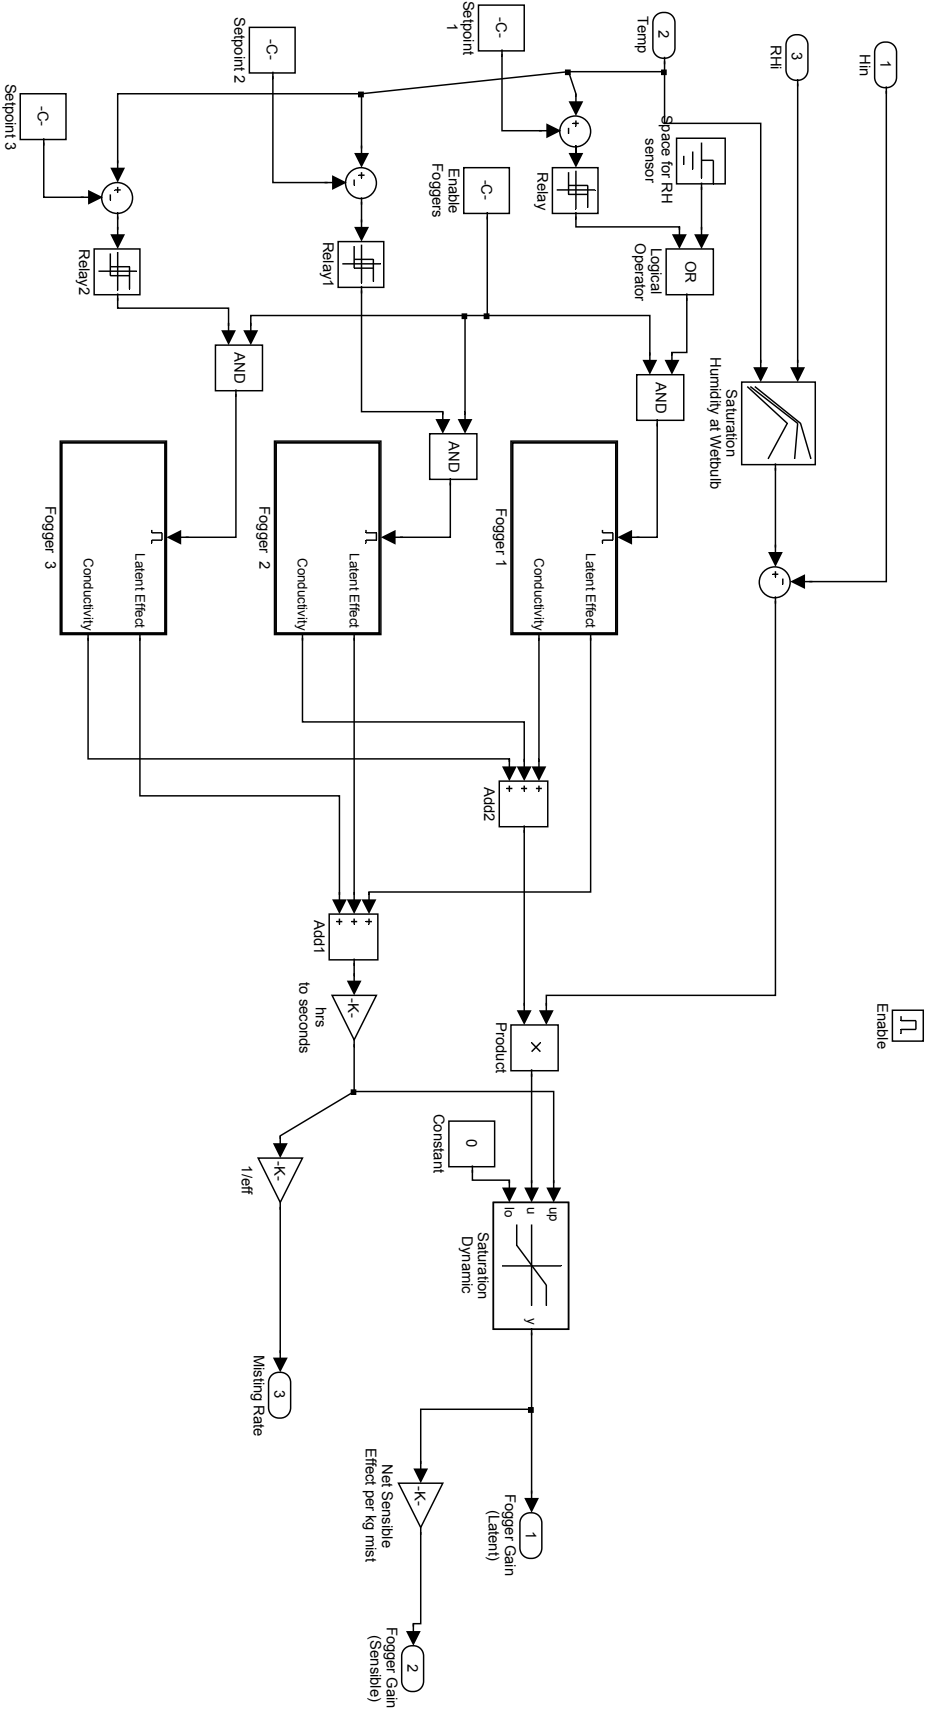 1
Hin
Enable
3
RHi
2
Temp
Space for RH
sensor
Saturation
Humidity at Wetbulb
+
-
OR
Logical
Operator
AND
-C-
Setpoint
1
+
-
Relay
-C-
Enable
Foggers
Latent Effect
Conductivity
Fogger 1
+
+
+
Add2
×
Product
0
Constant
up
u
lo
y
Saturation
Dynamic
1
Fogger Gain
(Latent)
-K-
Net Sensible
Effect per kg mist
2
Fogger Gain
(Sensible)
-C-
Setpoint 2
+
-
Relay1
AND
Latent Effect
Conductivity
Fogger 2
+
+
+
Add1
-K-
hrs
to seconds
-K-
1/eff
3
Misting Rate
-C-
Setpoint 3
+
-
Relay2
AND
Latent Effect
Conductivity
Fogger 3